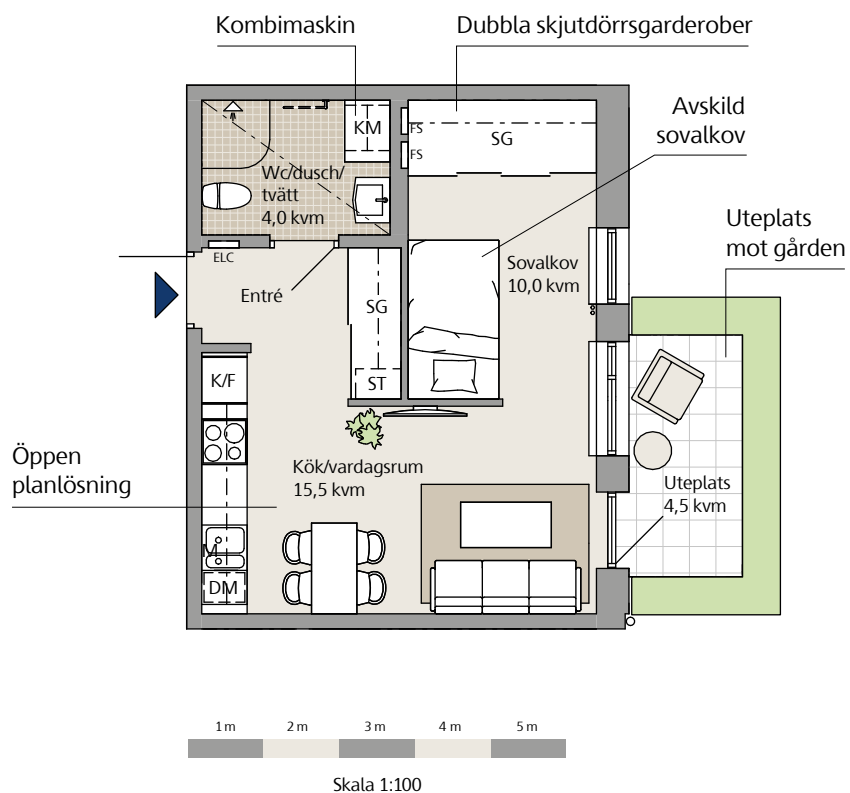 Kombimaskin
Dubbla skjutdörrsgarderober
Avskild
sovalkov
KM
FS
SG
FS
Wc/dusch/
tvätt
4,0 kvm
Uteplats
mot gården
ELC
Sovalkov
10,0 kvm
Entré
SG
K/F
ST
Öppen
planlösning
Kök/vardagsrum
15,5 kvm
Uteplats
4,5 kvm
M
DM
1 m
2 m
3 m
4 m
5 m
Skala 1:100